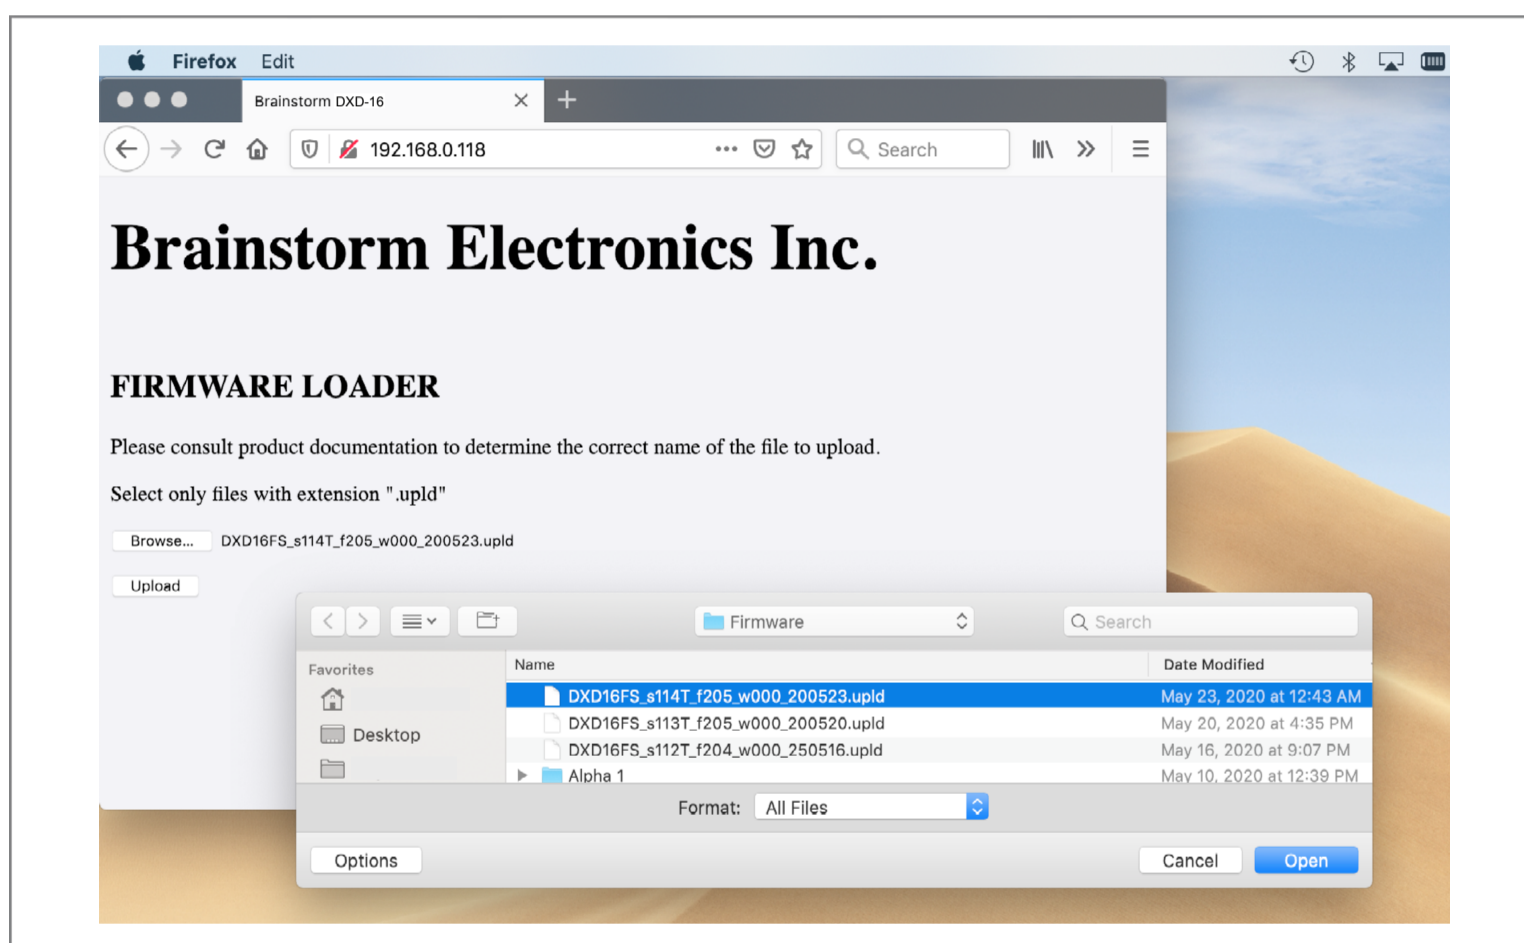 Firefox Edit
Brainstorm DXD-16
192.168.0.118
Search
Brainstorm Electronics Inc.
FIRMWARE LOADER
Please consult product documentation to determine the correct name of the file to upload.
Select only files with extension ".upld"
Browse... DXD16FS_s114T_f205_w000_200523.upld
Upload
Firmware
Search
Favorites
Desktop
Name Date Modified
DXD16FS_s114T_f205_w000_200523.upld May 23, 2020 at 12:43 AM
DXD16FS_s113T_f205_w000_200520.upld May 20, 2020 at 4:35 PM
DXD16FS_s112T_f204_w000_250516.upld May 16, 2020 at 9:07 PM
Alpha 1 May 10, 2020 at 12:39 PM
Format: All Files
Options Cancel Open